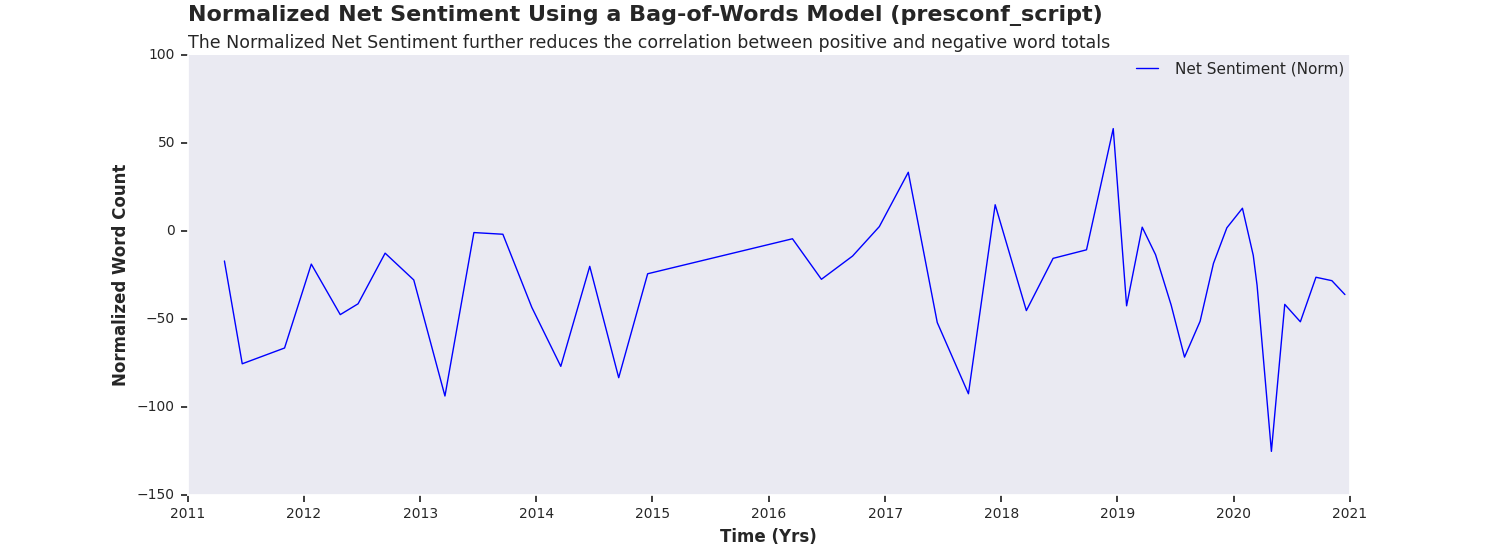 Normalized Net Sentiment Using a Bag-of-Words Model (presconf_script)
The Normalized Net Sentiment further reduces the correlation between positive and negative word totals
Net Sentiment (Norm)
Normalized Word Count
100
50
0
−50
−100
−150
2011 2012 2013 2014 2015 2016 2017 2018 2019 2020 2021
Time (Yrs)